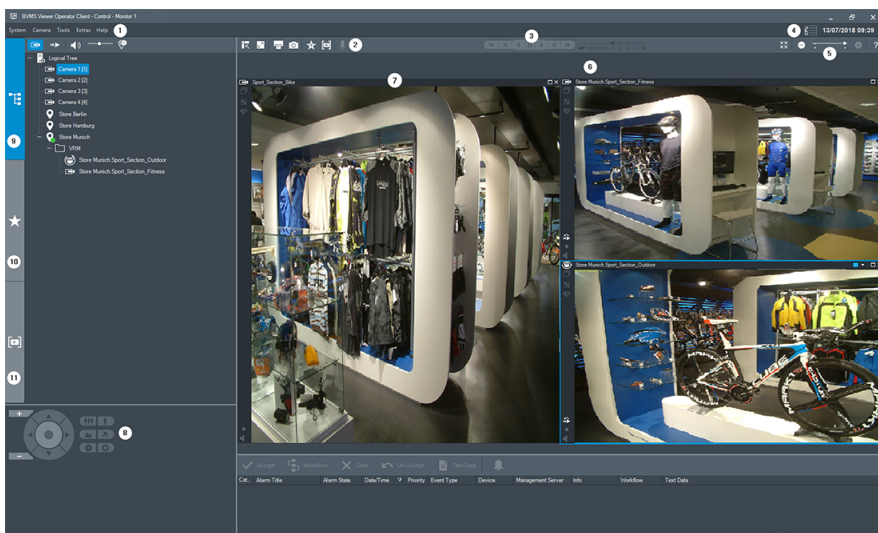 BVMS Viewer Operator Client - Control - Monitor 1
System Camera Tools Extras Help 1
4 13/07/2018 09:39
2
3
5
?
Logical Tree
Camera 1 [1]
Camera 2 [2]
Camera 3 [3]
Camera 4 [4]
Store Berlin
Store Hamburg
Store Munich
VRM
Store Munich.Sport_Section_Outdoor
Store Munich.Sport_Section_Fitness
9
10
11
8
6
Sport_Section_Bike 7
Store Munich.Sport_Section_Fitness
Store Munich.Sport_Section_Outdoor
Accept Workflow Clear Un-Accept Text Data
Cat.. Alarm Title Alarm State Date/Time Priority Event Type Device Management Server Info Workflow Text Data